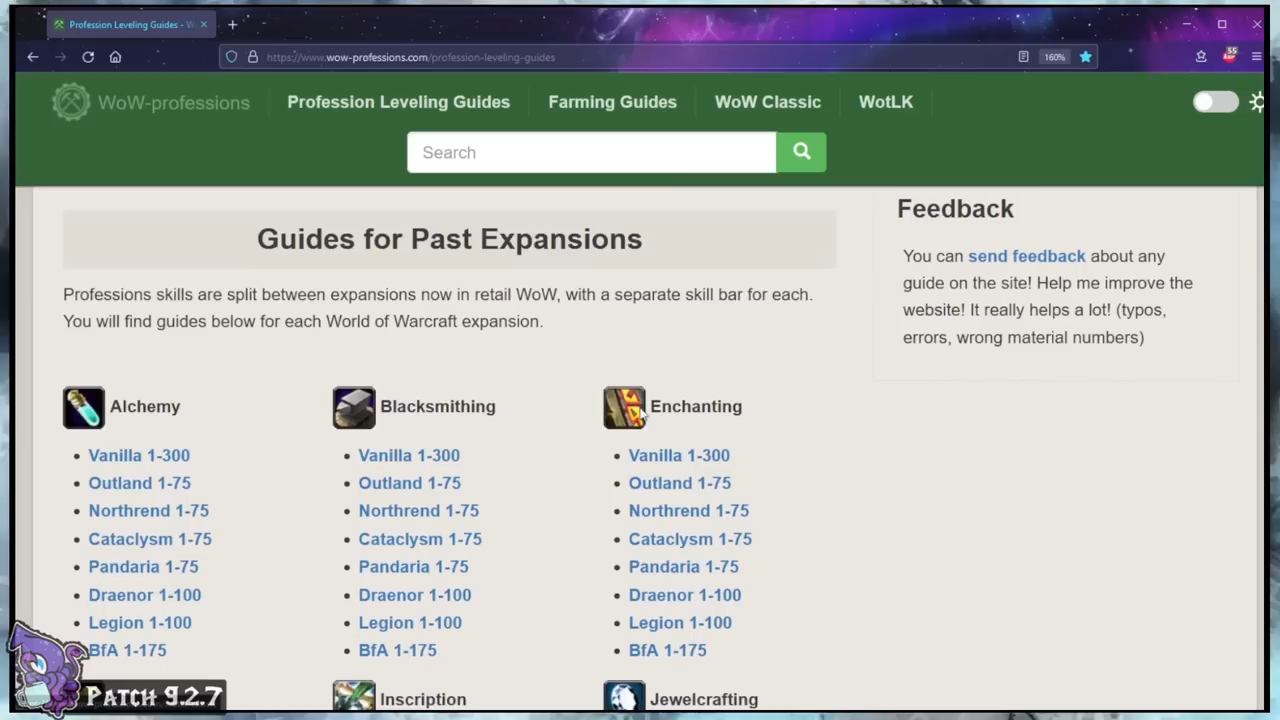 Profession Leveling Guides - W
https://www.wow-professions.com/profession-leveling-guides
160%
55
WoW-professions
Profession Leveling Guides
Farming Guides
WoW Classic
WotLK
Search
Guides for Past Expansions
Professions skills are split between expansions now in retail WoW, with a separate skill bar for each.
You will find guides below for each World of Warcraft expansion.
Feedback
You can send feedback about any
guide on the site! Help me improve the
website! It really helps a lot! (typos,
errors, wrong material numbers)
Alchemy
Vanilla 1-300
Outland 1-75
Northrend 1-75
Cataclysm 1-75
Pandaria 1-75
Draenor 1-100
Legion 1-100
BfA 1-175
Blacksmithing
Vanilla 1-300
Outland 1-75
Northrend 1-75
Cataclysm 1-75
Pandaria 1-75
Draenor 1-100
Legion 1-100
BfA 1-175
Enchanting
Vanilla 1-300
Outland 1-75
Northrend 1-75
Cataclysm 1-75
Pandaria 1-75
Draenor 1-100
Legion 1-100
BfA 1-175
Inscription
Jewelcrafting
Patch 9.2.7